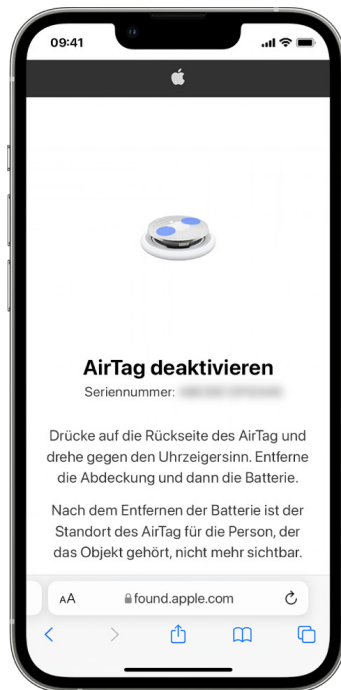 09:41
AirTag deaktivieren
Seriennummer:
Drücke auf die Rückseite des AirTag und
drehe gegen den Uhrzeigersinn. Entferne
die Abdeckung und dann die Batterie.
Nach dem Entfernen der Batterie ist der
Standort des AirTag für die Person, der
das Objekt gehört, nicht mehr sichtbar.
AA found.apple.com